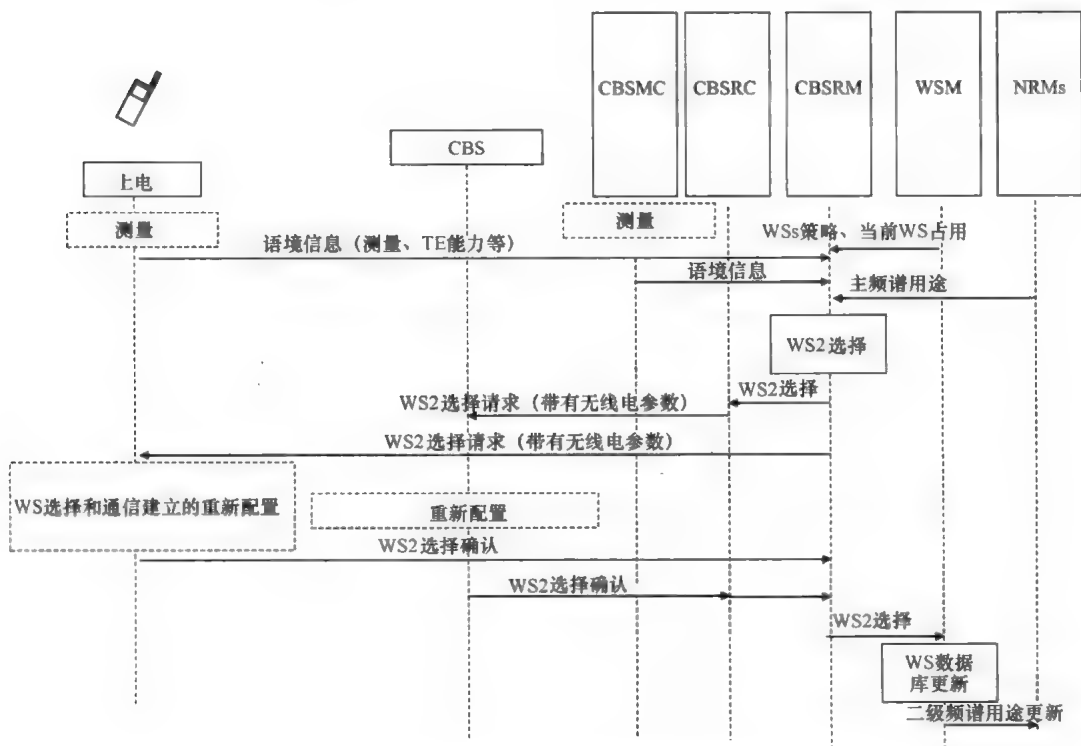 CBSMC
CBSRC
CBSRM
WSM
NRMs
CBS
上电
测量
测量
WSs策略、当前WS占用
语境信息（测量、TE能力等）
语境信息
主频谱用途
WS2选择
WS2选择
WS2选择请求（带有无线电参数）
WS2选择请求（带有无线电参数）
WS选择和通信建立的重新配置
重新配置
WS2选择确认
WS2选择确认
WS2选择
WS数据
库更新
二级频谱用途更新